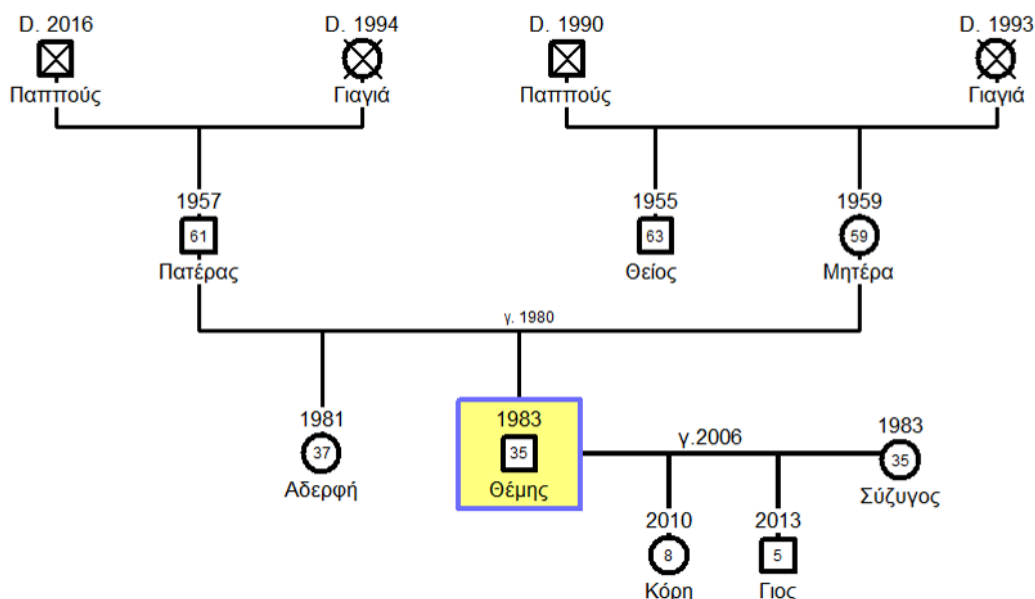 D. 2016
D. 1994
D. 1990
D. 1993
Παππούς
Γιαγιά
Παππούς
Γιαγιά
1957
1955
1959
61
63
59
Πατέρας
Θείος
Μητέρα
γ. 1980
1981
1983
1983
γ.2006
37
35
35
Αδερφή
Θέμης
Σύζυγος
2010
2013
8
5
Κόρη
Γιος